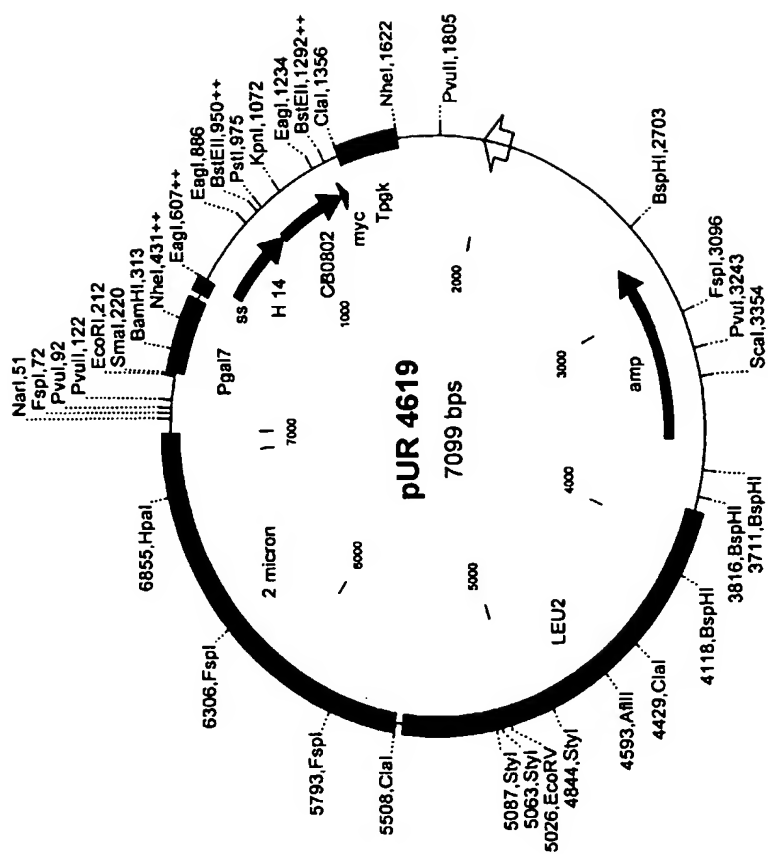 NarI,51
FspI,72
PvuI,92
PvuII,122
EcoRI,212
SmaI,220
BamHI,313
NheI,431++
EagI,607++
EagI,886
BstEII,950++
PstI,975
KpnI,1072
EagI,1234
BstEII,1292++
ClaI,1356
NheI,1622
PvuII,1805
BspHI,2703
FspI,3096
PvuI,3243
ScaI,3354
3711,BspHI
3816,BspHI
4118,BspHI
4429,ClaI
4593,AflII
4844,StyI
5026,EcoRV
5063,StyI
5087,StyI
5508,ClaI
5793,FspI
6306,FspI
6855,HpaI
Pgal7
ss
H 14
CB0802
myc
Tpgk
amp
LEU2
2 micron
1000
2000
3000
4000
5000
6000
7000
pUR 4619
7099 bps